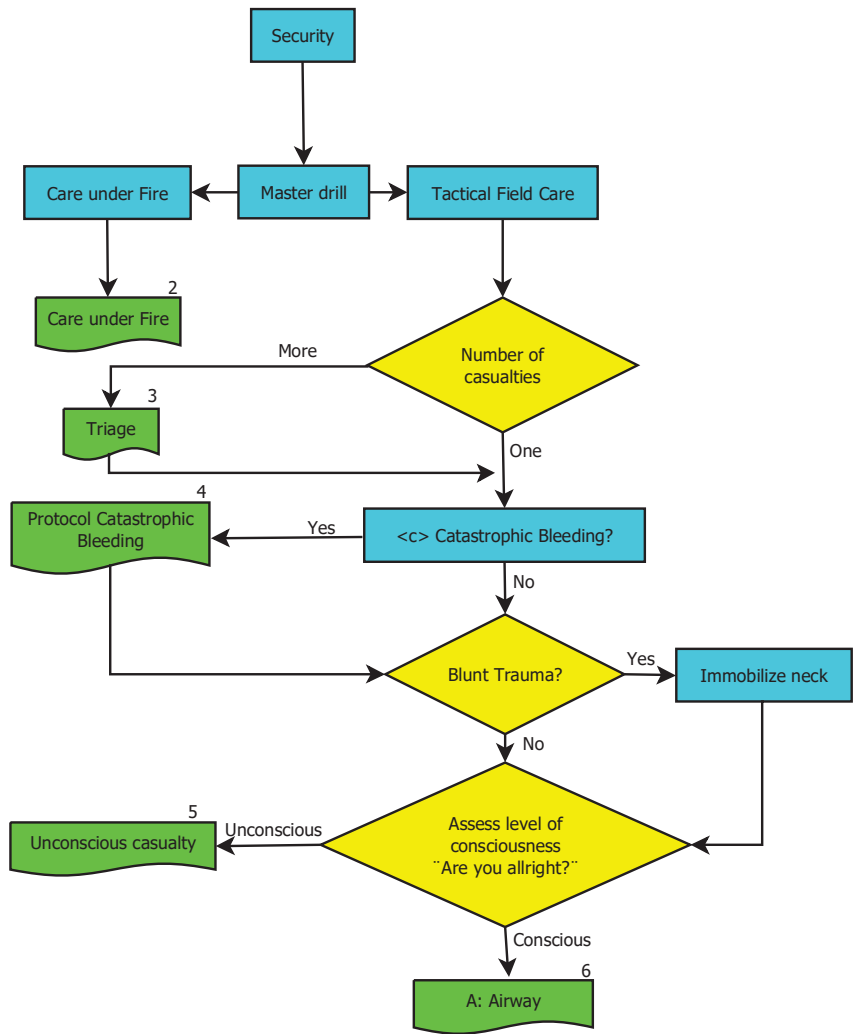 Security
Care under Fire
Master drill
Tactical Field Care
2
Care under Fire
More
Number of
casualties
3
Triage
One
4
Protocol Catastrophic
Bleeding
Yes
<c> Catastrophic Bleeding?
No
Blunt Trauma?
Yes
Immobilize neck
No
5
Unconscious casualty
Unconscious
Assess level of
consciousness
¨Are you allright?¨
Conscious
6
A: Airway